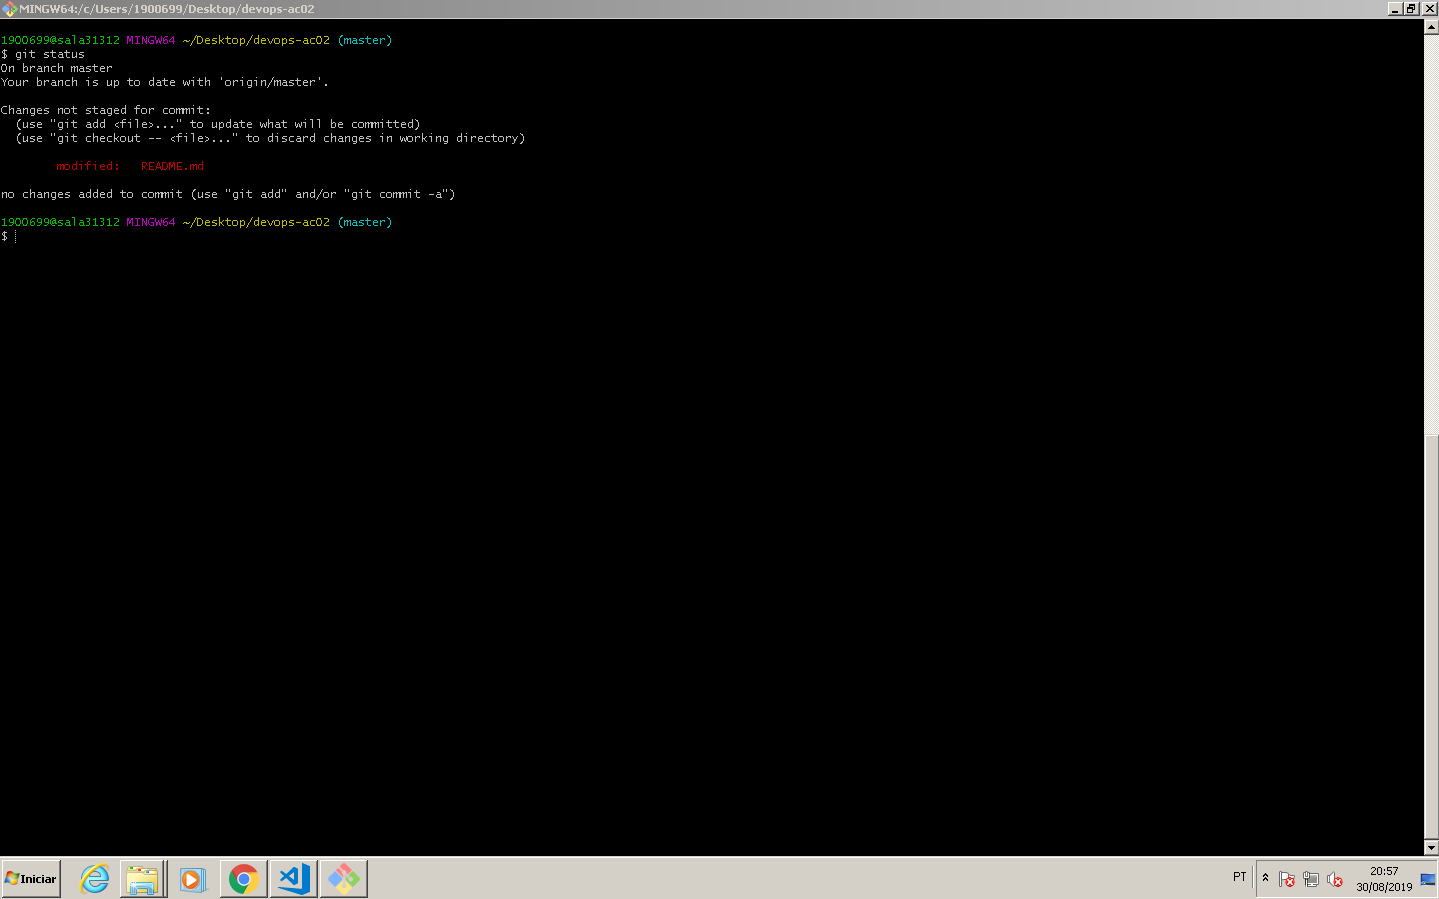 MINGW64:/c/Users/1900699/Desktop/devops-ac02
1900699@sala31312 MINGW64 ~/Desktop/devops-ac02 (master)
$ git status
On branch master
Your branch is up to date with 'origin/master'.
Changes not staged for commit:
(use "git add <file>..." to update what will be committed)
(use "git checkout -- <file>..." to discard changes in working directory)
modified:   README.md
no changes added to commit (use "git add" and/or "git commit -a")
1900699@sala31312 MINGW64 ~/Desktop/devops-ac02 (master)
$
Iniciar
PT
20:57
30/08/2019